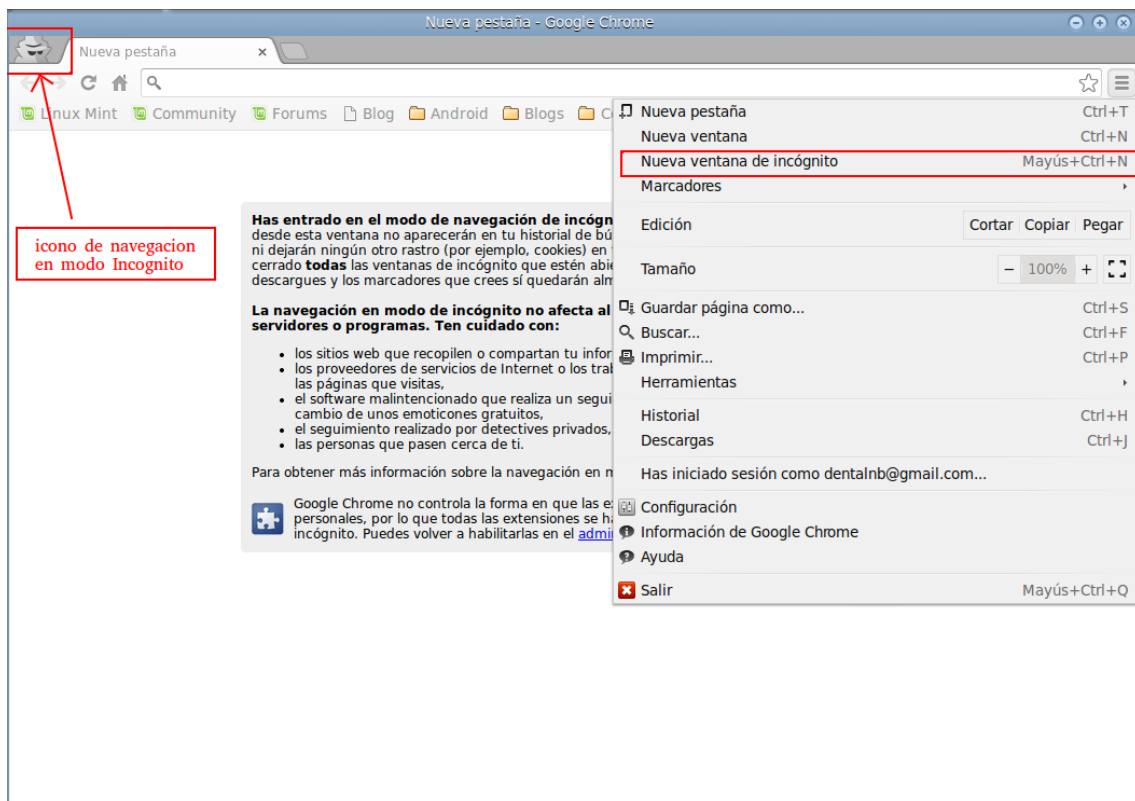 Nueva pestaña - Google Chrome
Nueva pestaña
Linux Mint Community Forums Blog Android Blogs
icono de navegacion
en modo Incognito
Has entrado en el modo de navegación de incógn
desde esta ventana no aparecerán en tu historial de bú
ni dejarán ningún otro rastro (por ejemplo, cookies) en
cerrado todas las ventanas de incógnito que estén abi
descargues y los marcadores que crees sí quedarán alm
La navegación en modo de incógnito no afecta al
servidores o programas. Ten cuidado con:
los sitios web que recopilen o compartan tu infor
los proveedores de servicios de Internet o los tra
las páginas que visitas,
el software malintencionado que realiza un segui
cambio de unos emoticones gratuitos,
el seguimiento realizado por detectives privados,
las personas que pasen cerca de ti.
Para obtener más información sobre la navegación en m
Google Chrome no controla la forma en que las e
personales, por lo que todas las extensiones se h
incógnito. Puedes volver a habilitarlas en el admi
Nueva pestaña Ctrl+T
Nueva ventana Ctrl+N
Nueva ventana de incógnito Mayús+Ctrl+N
Marcadores
Edición Cortar Copiar Pegar
Tamaño - 100% +
Guardar página como... Ctrl+S
Buscar... Ctrl+F
Imprimir... Ctrl+P
Herramientas
Historial Ctrl+H
Descargas Ctrl+J
Has iniciado sesión como dentalnb@gmail.com...
Configuración
Información de Google Chrome
Ayuda
Salir Mayús+Ctrl+Q